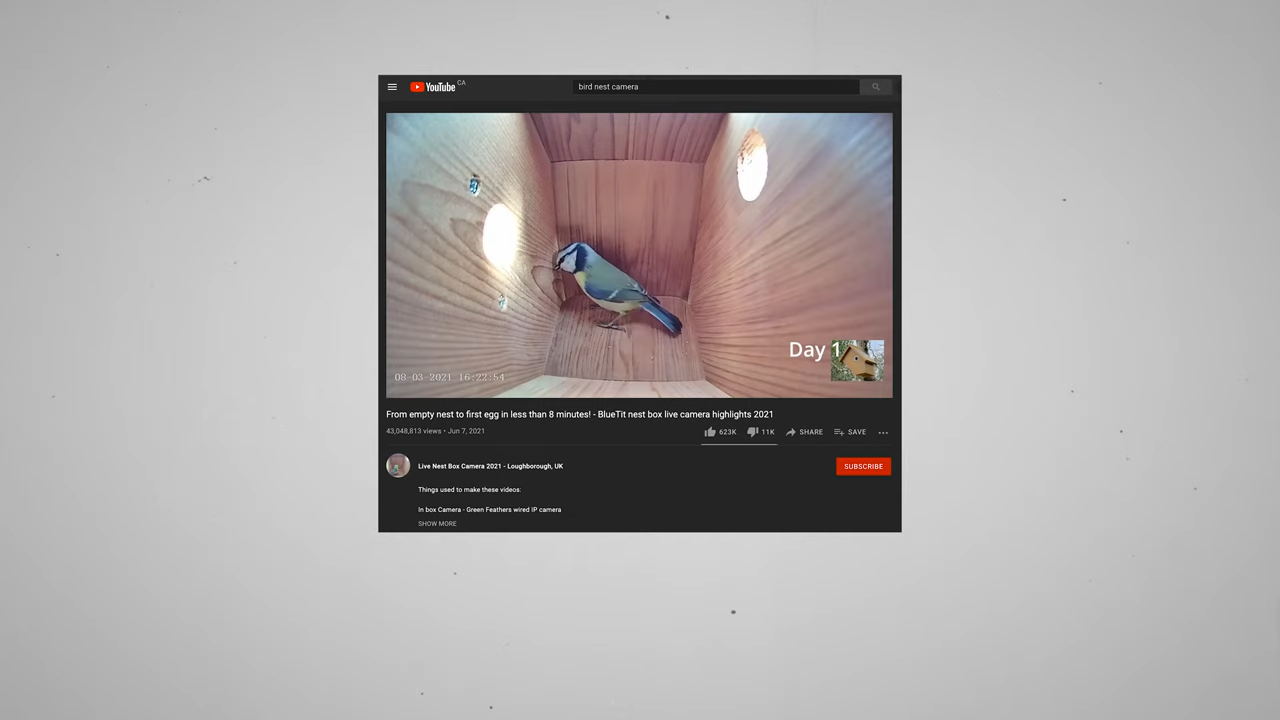 YouTube CA
bird nest camera
Day 1
08-03-2021 16:22:54
From empty nest to first egg in less than 8 minutes! - BlueTit nest box live camera highlights 2021
43,048,813 views • Jun 7, 2021
623K 11K SHARE SAVE ...
Live Nest Box Camera 2021 - Loughborough, UK
SUBSCRIBE
Things used to make these videos:
In box Camera - Green Feathers wired IP camera
SHOW MORE